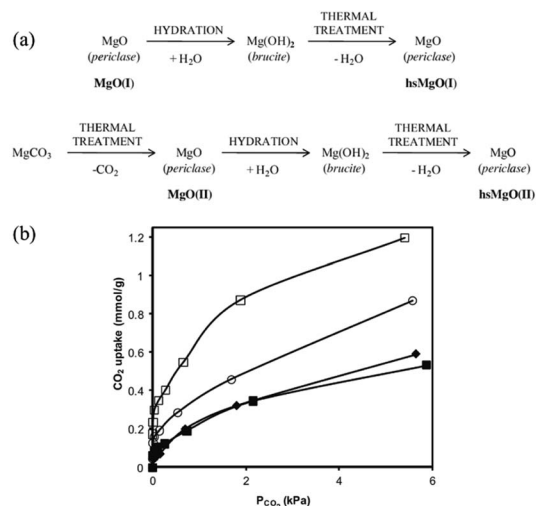 (a)
MgO HYDRATION Mg(OH)₂ THERMAL TREATMENT MgO
(periclase) + H₂O (brucite) - H₂O (periclase)
MgO(I) hsMgO(I)
THERMAL TREATMENT HYDRATION THERMAL TREATMENT
MgCO₃ MgO Mg(OH)₂ MgO
-CO₂ (periclase) + H₂O (brucite) - H₂O (periclase)
MgO(II) hsMgO(II)
(b)
CO₂ uptake (mmol/g)
1.2
1
0.8
0.6
0.4
0.2
0
0 2 4 6
P_CO₂ (kPa)